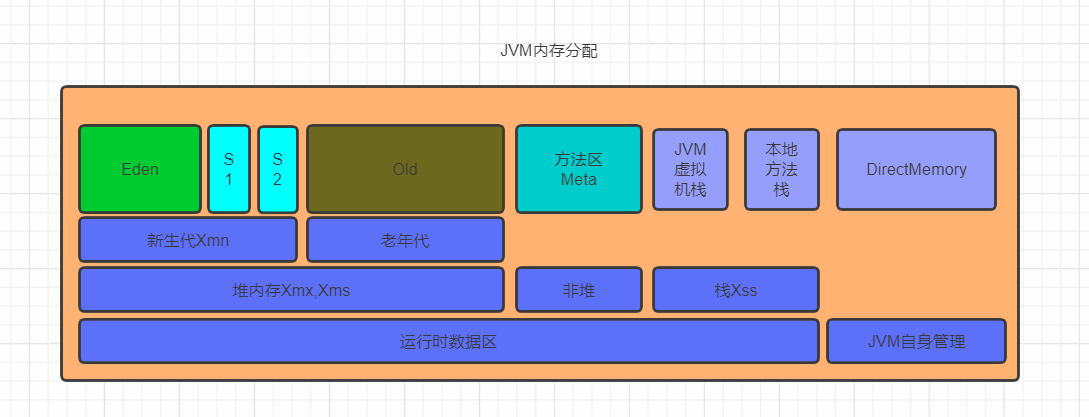 JVM内存分配
Eden
S
1
S
2
Old
方法区
Meta
JVM
虚拟
机栈
本地
方法
栈
DirectMemory
新生代Xmn
老年代
堆内存Xmx,Xms
非堆
栈Xss
运行时数据区
JVM自身管理